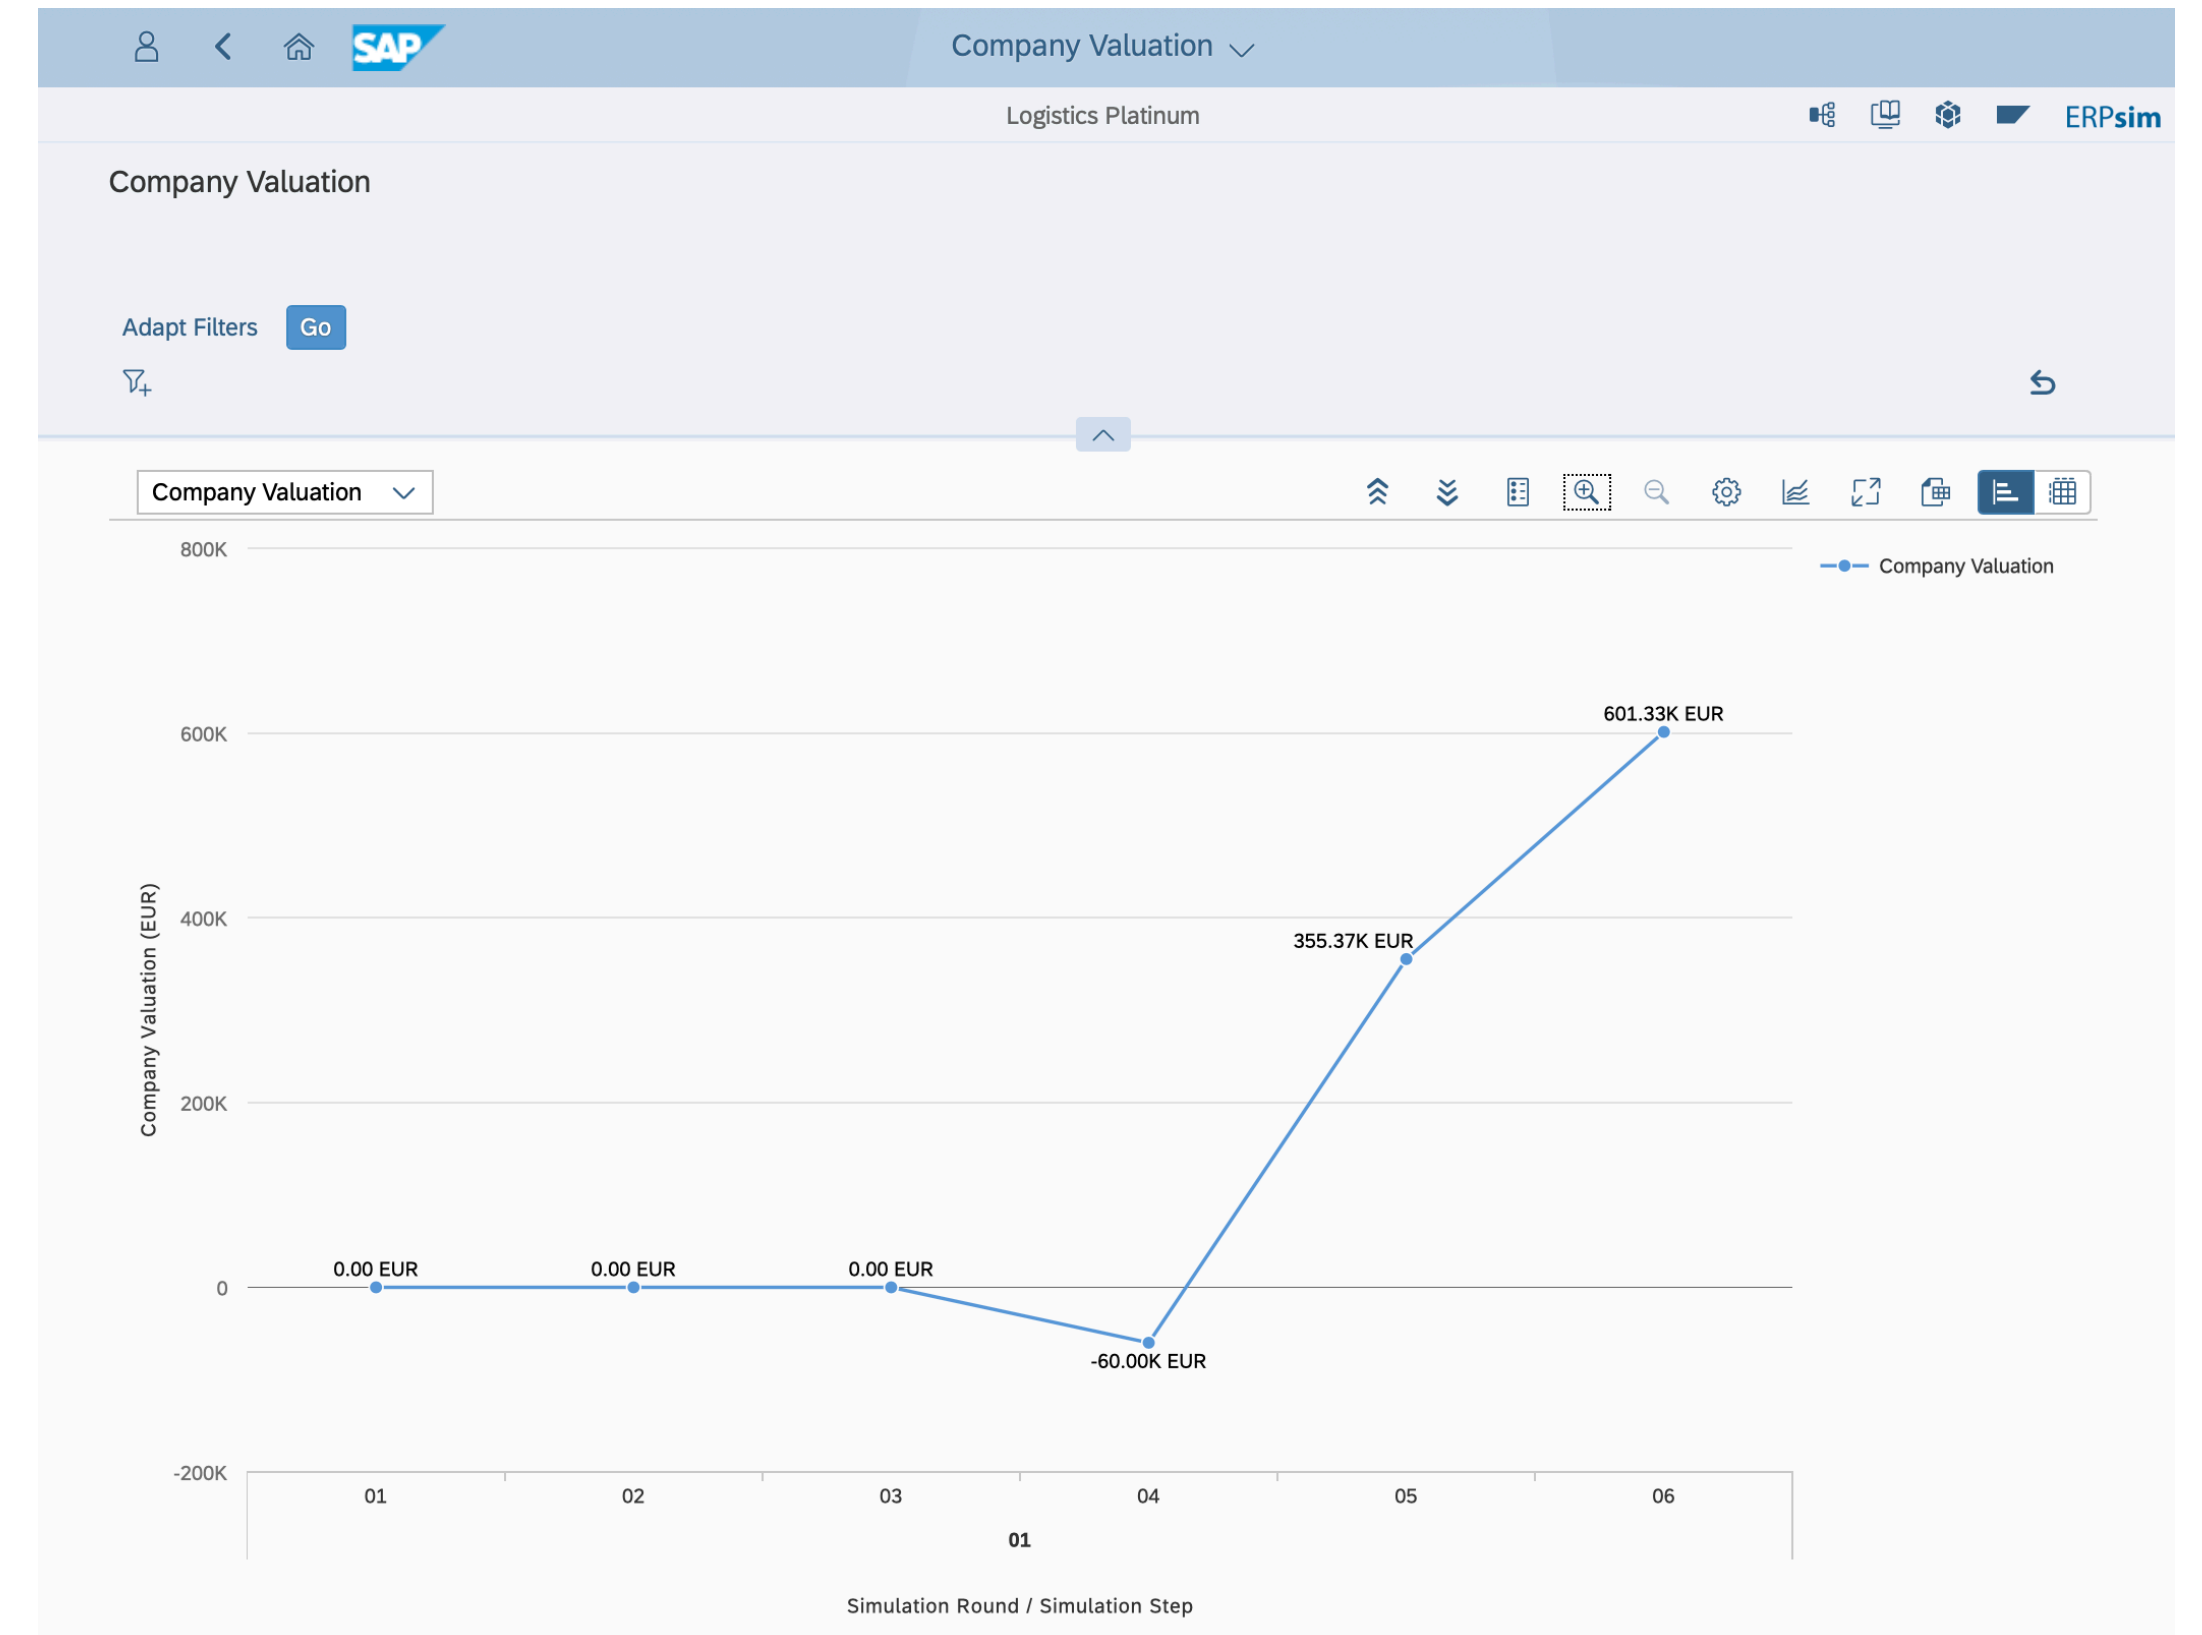 SAP
Company Valuation
Logistics Platinum
ERPsim
Company Valuation
Adapt Filters Go
Company Valuation
800K
600K
400K
200K
0
-200K
Company Valuation (EUR)
Company Valuation
0.00 EUR
0.00 EUR
0.00 EUR
-60.00K EUR
355.37K EUR
601.33K EUR
01 02 03 04 05 06
01
Simulation Round / Simulation Step